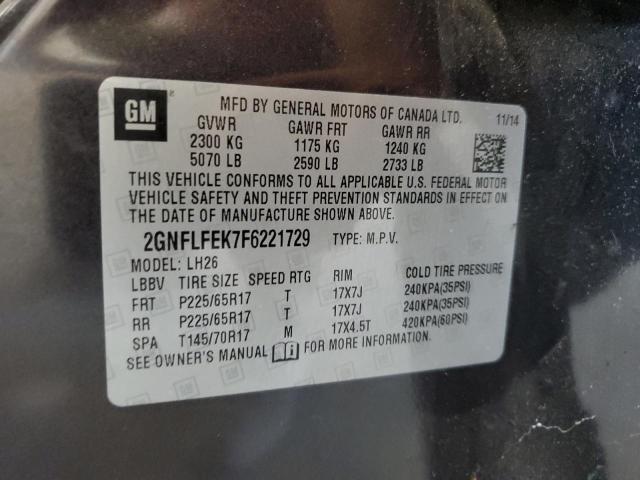 GM
MFD BY GENERAL MOTORS OF CANADA LTD. 11/14
GVWR GAWR FRT GAWR RR
2300 KG 1175 KG 1240 KG
5070 LB 2590 LB 2733 LB
THIS VEHICLE CONFORMS TO ALL APPLICABLE U.S. FEDERAL MOTOR
VEHICLE SAFETY AND THEFT PREVENTION STANDARDS IN EFFECT ON
THE DATE OF MANUFACTURE SHOWN ABOVE.
2GNFLFEK7F6221729 TYPE: M.P.V.
MODEL: LH26
LBBV TIRE SIZE SPEED RTG RIM COLD TIRE PRESSURE
FRT P225/65R17 T 17X7J 240KPA(35PSI)
RR P225/65R17 T 17X7J 240KPA(35PSI)
SPA T145/70R17 M 17X4.5T 420KPA(60PSI)
SEE OWNER'S MANUAL FOR MORE INFORMATION.